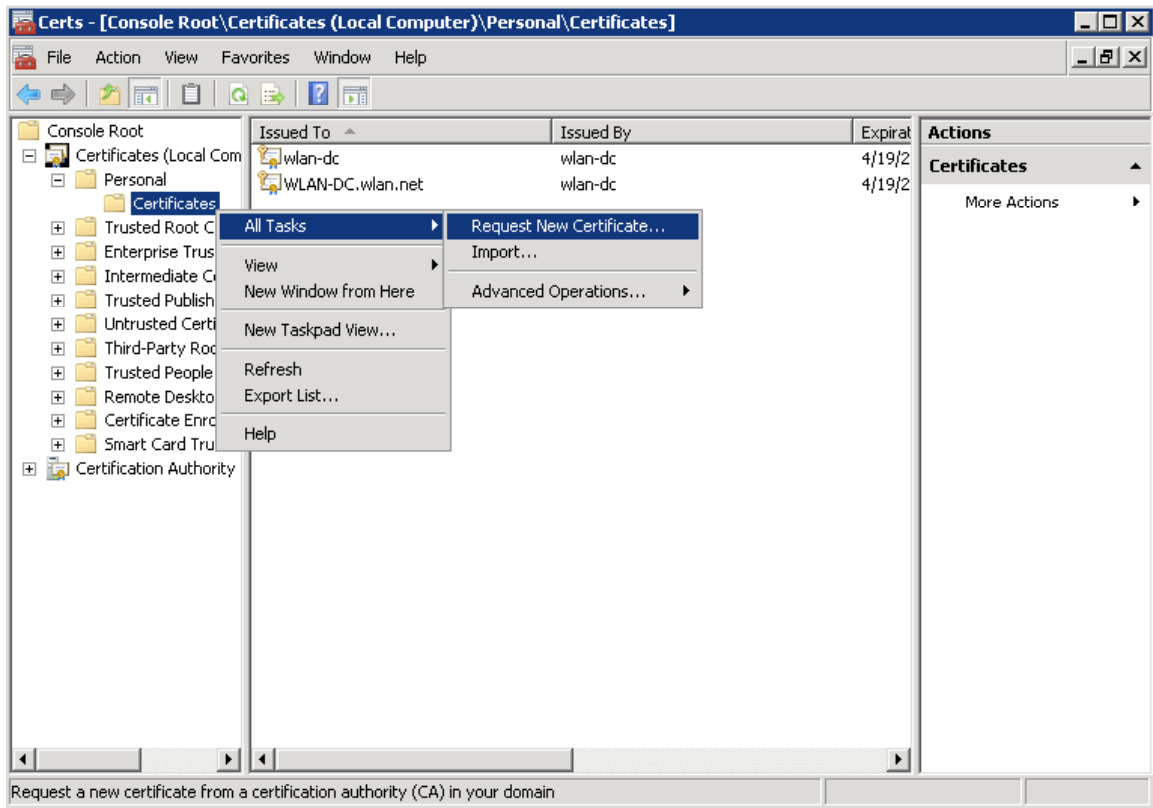 Certs - [Console Root\Certificates (Local Computer)\Personal\Certificates]
File Action View Favorites Window Help
Console Root
Certificates (Local Com
Personal
Certificates
Trusted Root C
Enterprise Trus
Intermediate C
Trusted Publish
Untrusted Certi
Third-Party Roo
Trusted People
Remote Deskto
Certificate Enro
Smart Card Tru
Certification Authority
Issued To Issued By Expirat
wlan-dc wlan-dc 4/19/2
WLAN-DC.wlan.net wlan-dc 4/19/2
All Tasks
View
New Window from Here
New Taskpad View...
Refresh
Export List...
Help
Request New Certificate...
Import...
Advanced Operations...
Actions
Certificates
More Actions
Request a new certificate from a certification authority (CA) in your domain